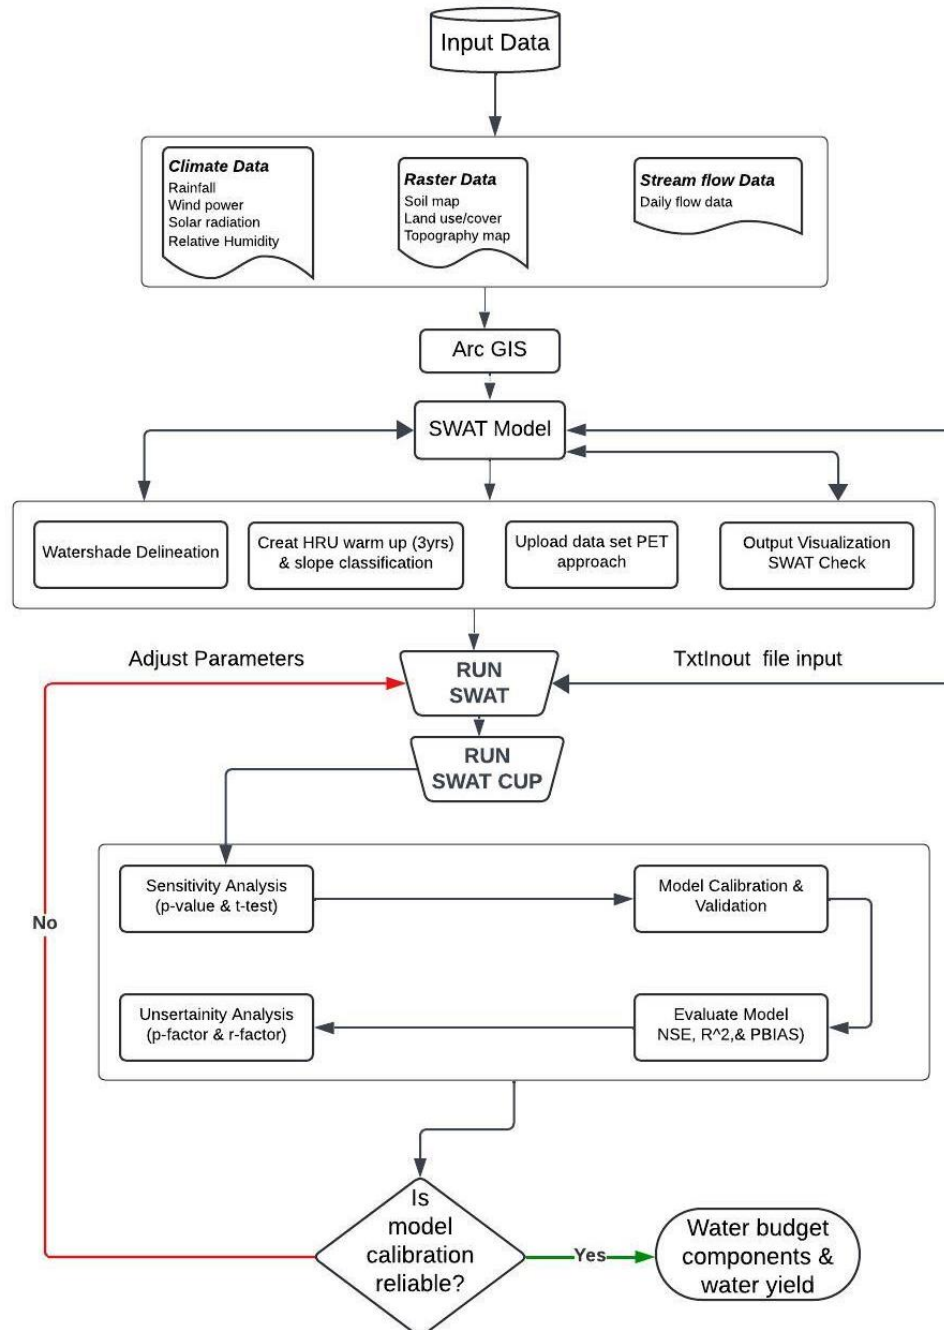 Input Data
Climate Data
Rainfall
Wind power
Solar radiation
Relative Humidity
Raster Data
Soil map
Land use/cover
Topography map
Stream flow Data
Daily flow data
Arc GIS
SWAT Model
Watershade Delineation
Creat HRU warm up (3yrs)
& slope classification
Upload data set PET
approach
Output Visualization
SWAT Check
Adjust Parameters
RUN
SWAT
TxtInout file input
RUN
SWAT CUP
Sensitivity Analysis
(p-value & t-test)
Model Calibration &
Validation
No
Unsertainity Analysis
(p-factor & r-factor)
Evaluate Model
NSE, R^2,& PBIAS)
Is
model
calibration
reliable?
Yes
Water budget
components &
water yield